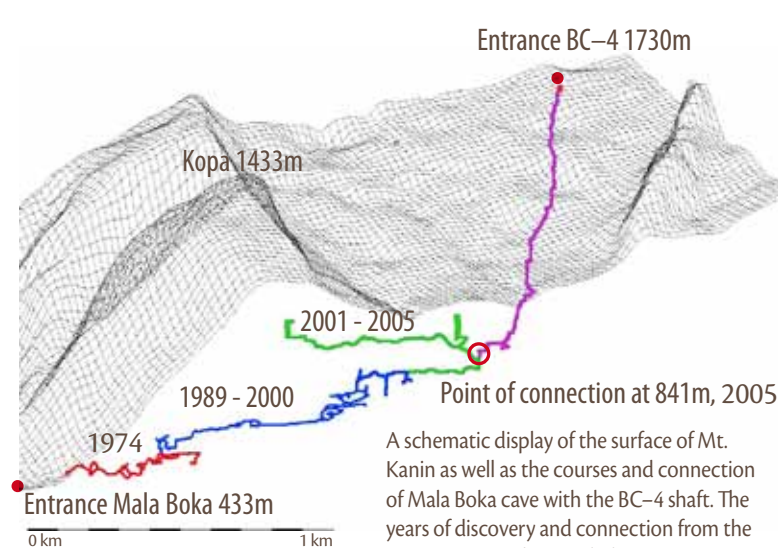 Entrance BC–4 1730m
Kopa 1433m
2001 - 2005
1989 - 2000
Point of connection at 841m, 2005
1974
A schematic display of the surface of Mt.
Kanin as well as the courses and connection
of Mala Boka cave with the BC–4 shaft. The
years of discovery and connection from the
Entrance Mala Boka 433m
0 km
1 km